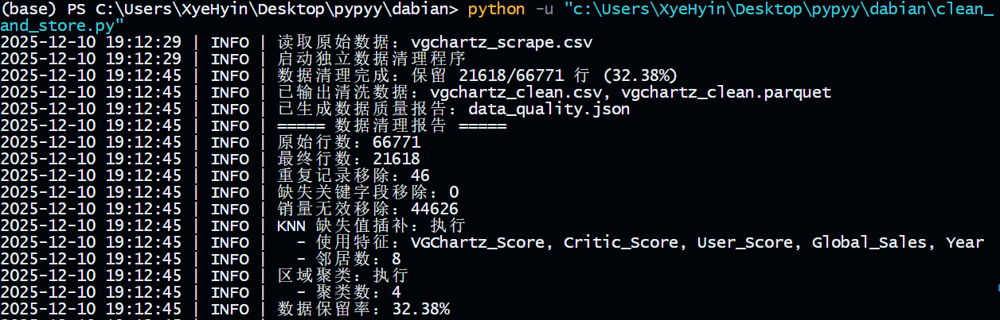 (base) PS C:\Users\XyeHyin\Desktop\pypyy\dabian> python -u "c:\Users\XyeHyin\Desktop\pypyy\dabian\clean_
and_store.py"
2025-12-10 19:12:29 | INFO | 读取原始数据: vgchartz_scrape.csv
2025-12-10 19:12:29 | INFO | 启动独立数据清理程序
2025-12-10 19:12:45 | INFO | 数据清理完成: 保留 21618/66771 行 (32.38%)
2025-12-10 19:12:45 | INFO | 已输出清洗数据: vgchartz_clean.csv, vgchartz_clean.parquet
2025-12-10 19:12:45 | INFO | 已生成数据质量报告: data_quality.json
2025-12-10 19:12:45 | INFO | ===== 数据清理报告 =====
2025-12-10 19:12:45 | INFO | 原始行数: 66771
2025-12-10 19:12:45 | INFO | 最终行数: 21618
2025-12-10 19:12:45 | INFO | 重复记录移除: 46
2025-12-10 19:12:45 | INFO | 缺失关键字段移除: 0
2025-12-10 19:12:45 | INFO | 销量无效移除: 44626
2025-12-10 19:12:45 | INFO | KNN 缺失值插补: 执行
2025-12-10 19:12:45 | INFO |   - 使用特征: VGChartz_Score, Critic_Score, User_Score, Global_Sales, Year
2025-12-10 19:12:45 | INFO |   - 邻居数: 8
2025-12-10 19:12:45 | INFO | 区域聚类: 执行
2025-12-10 19:12:45 | INFO |   - 聚类数: 4
2025-12-10 19:12:45 | INFO | 数据保留率: 32.38%